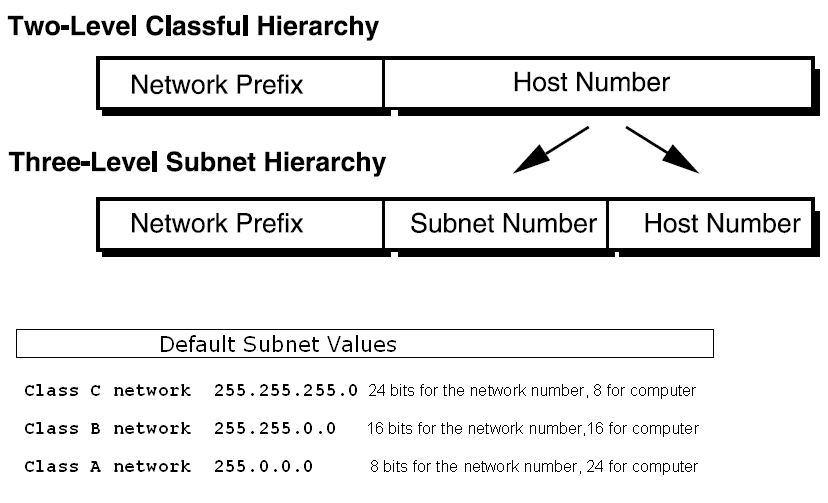 Two-Level Classful Hierarchy
Network Prefix Host Number
Three-Level Subnet Hierarchy
Network Prefix Subnet Number Host Number
Default Subnet Values
Class C network 255.255.255.0 24 bits for the network number, 8 for computer
Class B network 255.255.0.0 16 bits for the network number,16 for computer
Class A network 255.0.0.0 8 bits for the network number, 24 for computer